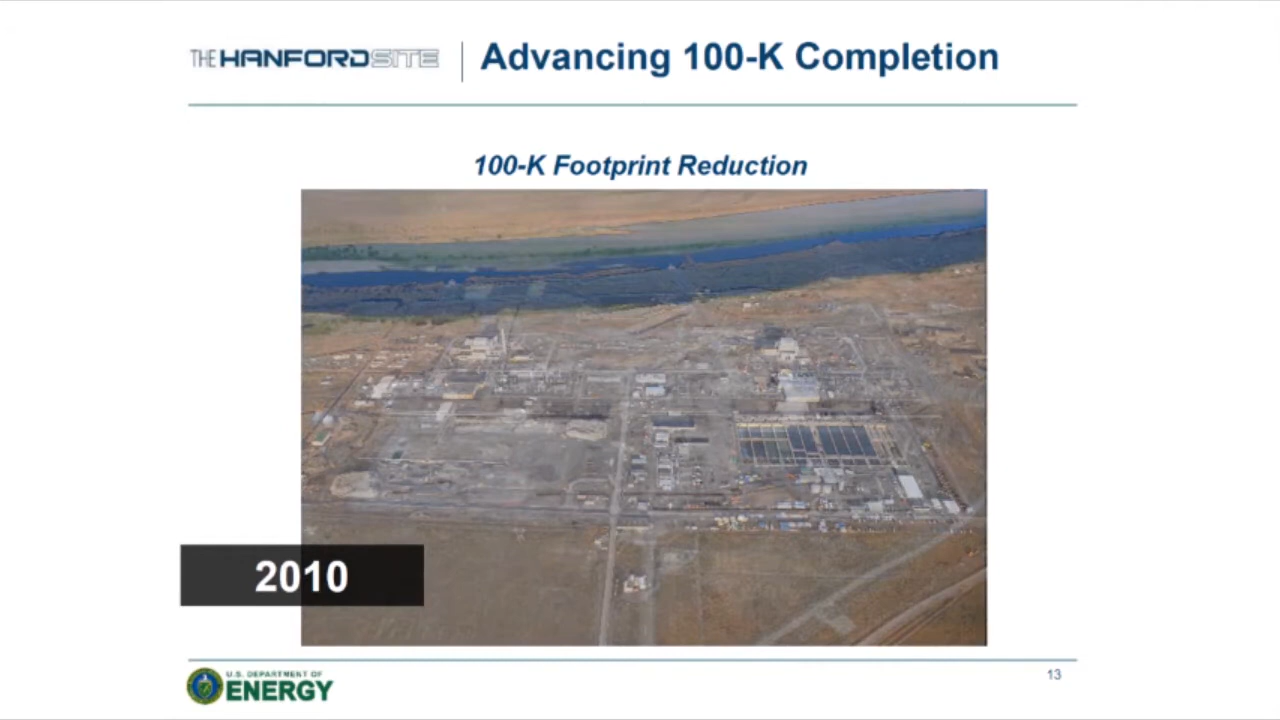 THE HANFORD SITE
Advancing 100-K Completion
100-K Footprint Reduction
2010
U.S. DEPARTMENT OF
ENERGY
13